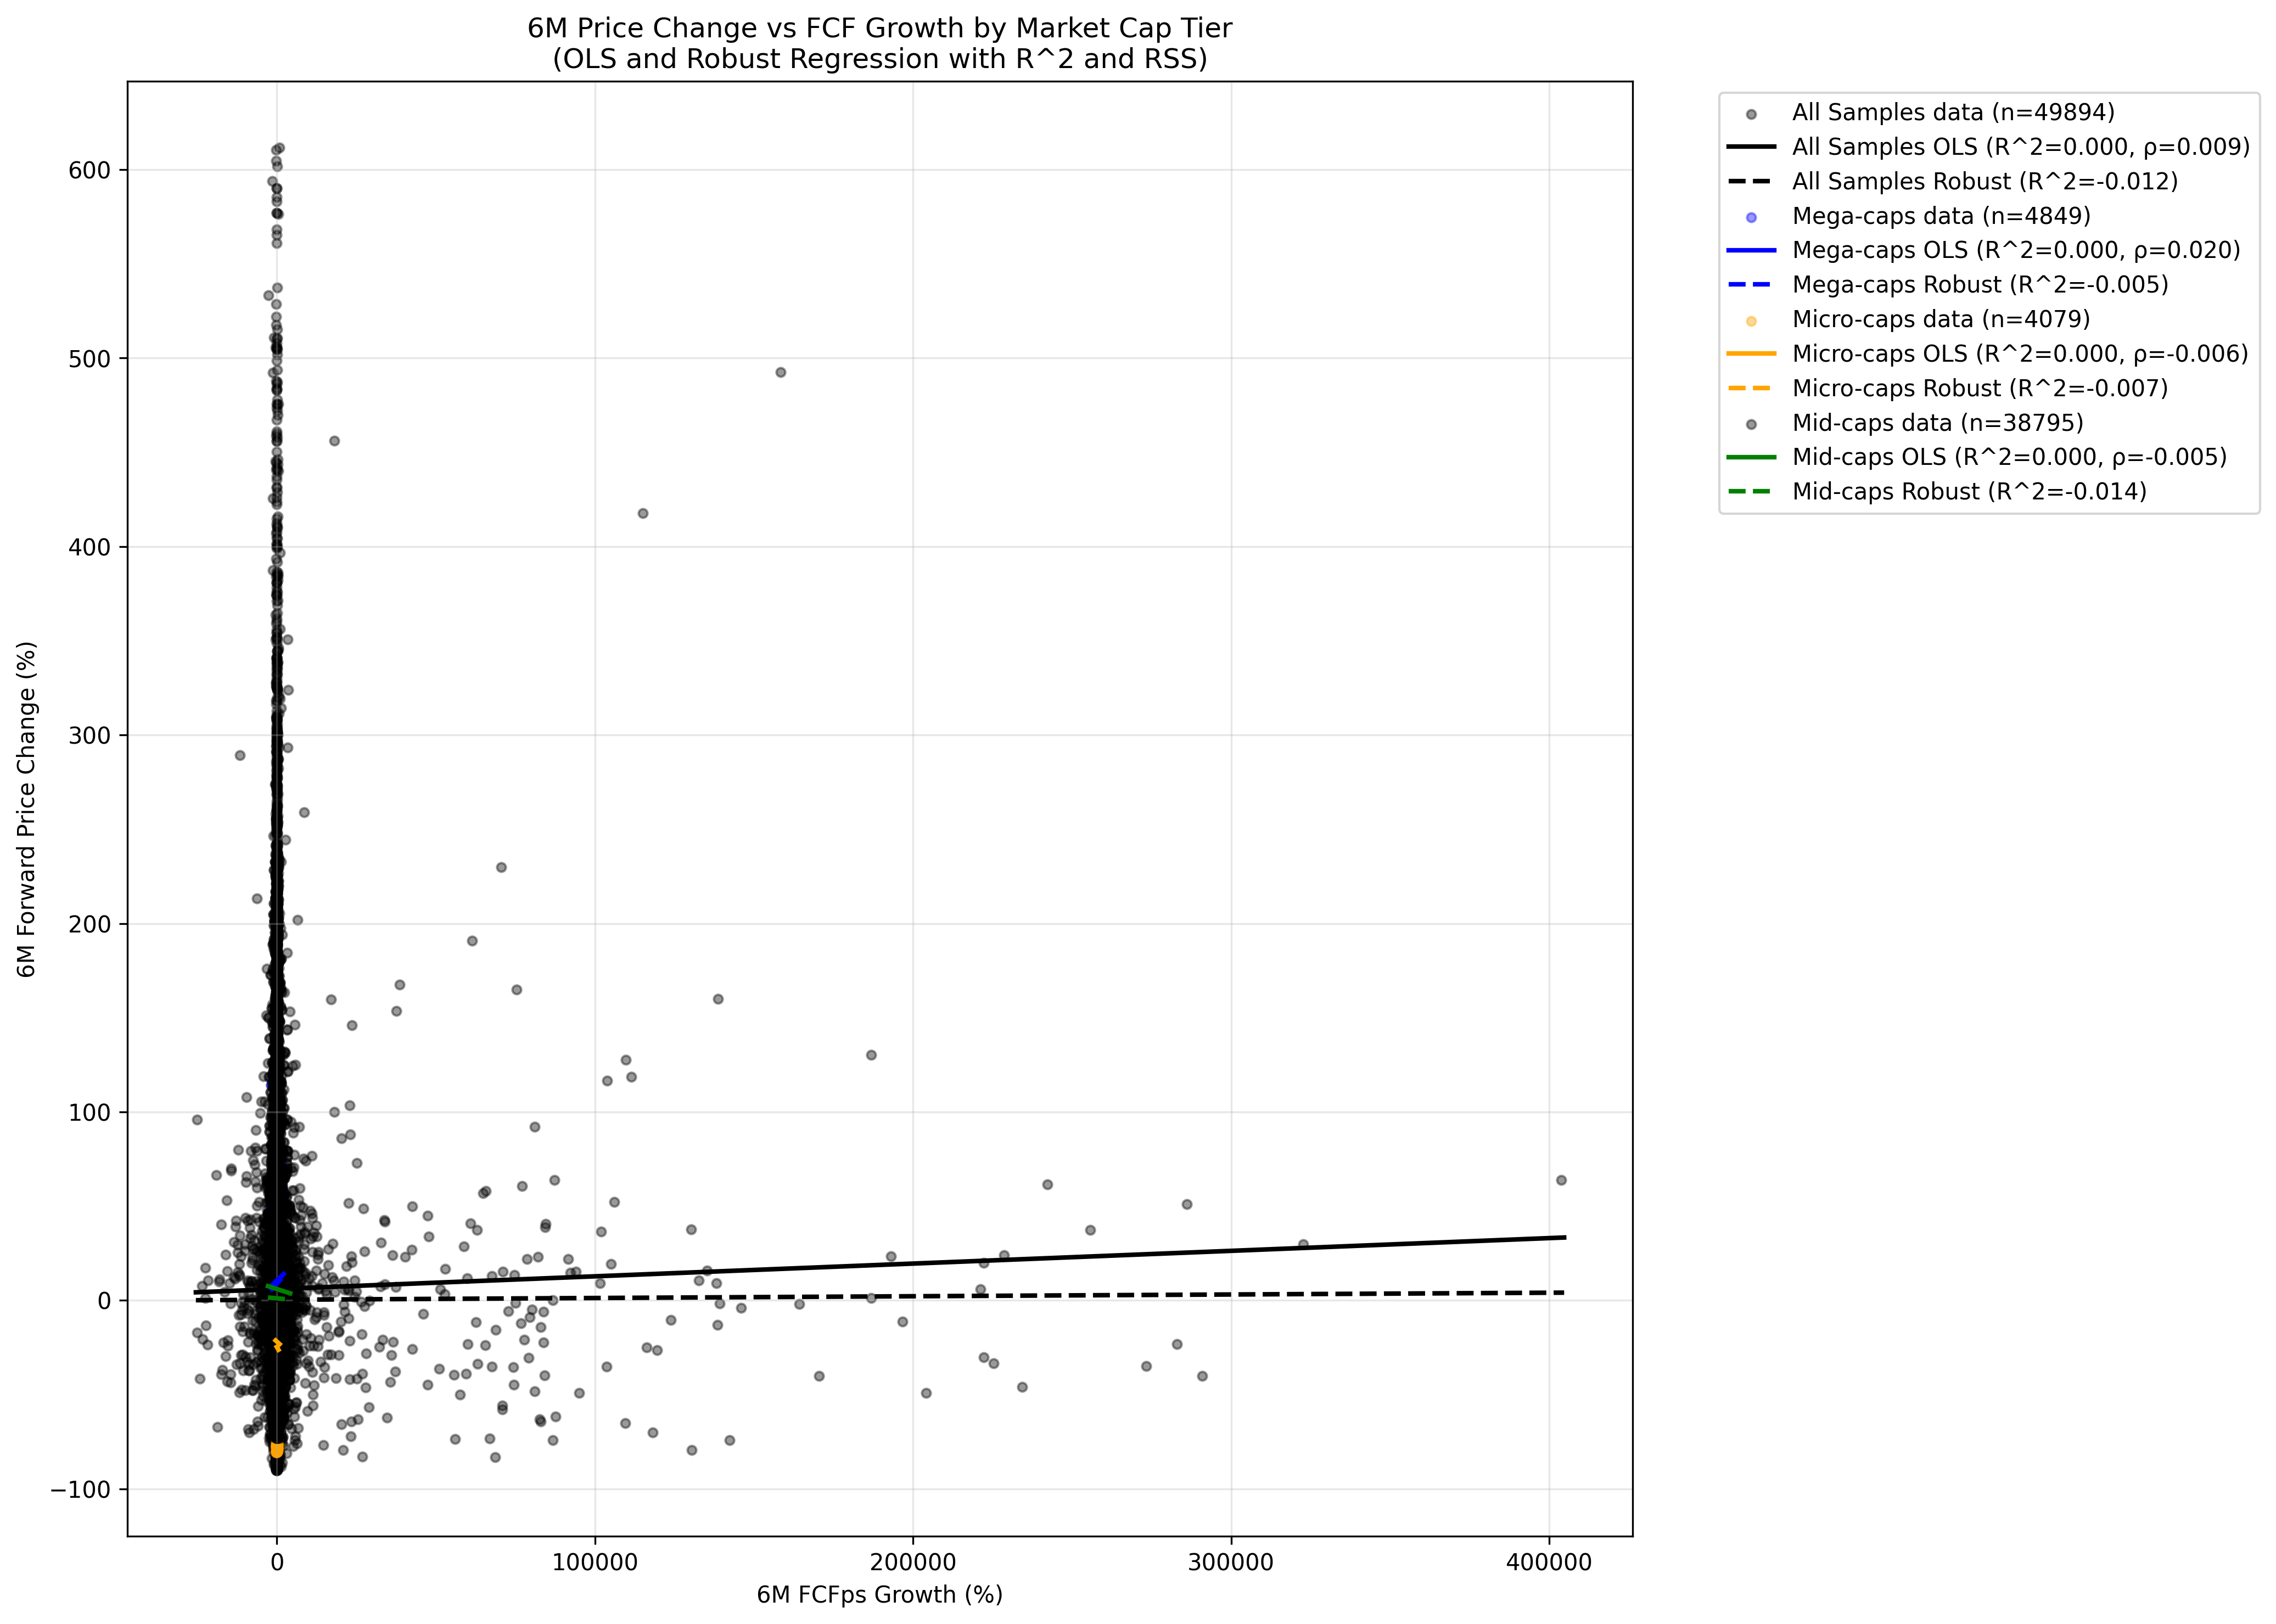 6M Price Change vs FCF Growth by Market Cap Tier
(OLS and Robust Regression with R^2 and RSS)
All Samples data (n=49894)
All Samples OLS (R^2=0.000, ρ=0.009)
All Samples Robust (R^2=-0.012)
Mega-caps data (n=4849)
Mega-caps OLS (R^2=0.000, ρ=0.020)
Mega-caps Robust (R^2=-0.005)
Micro-caps data (n=4079)
Micro-caps OLS (R^2=0.000, ρ=-0.006)
Micro-caps Robust (R^2=-0.007)
Mid-caps data (n=38795)
Mid-caps OLS (R^2=0.000, ρ=-0.005)
Mid-caps Robust (R^2=-0.014)
6M Forward Price Change (%)
600
500
400
300
200
100
0
−100
0 100000 200000 300000 400000
6M FCFps Growth (%)